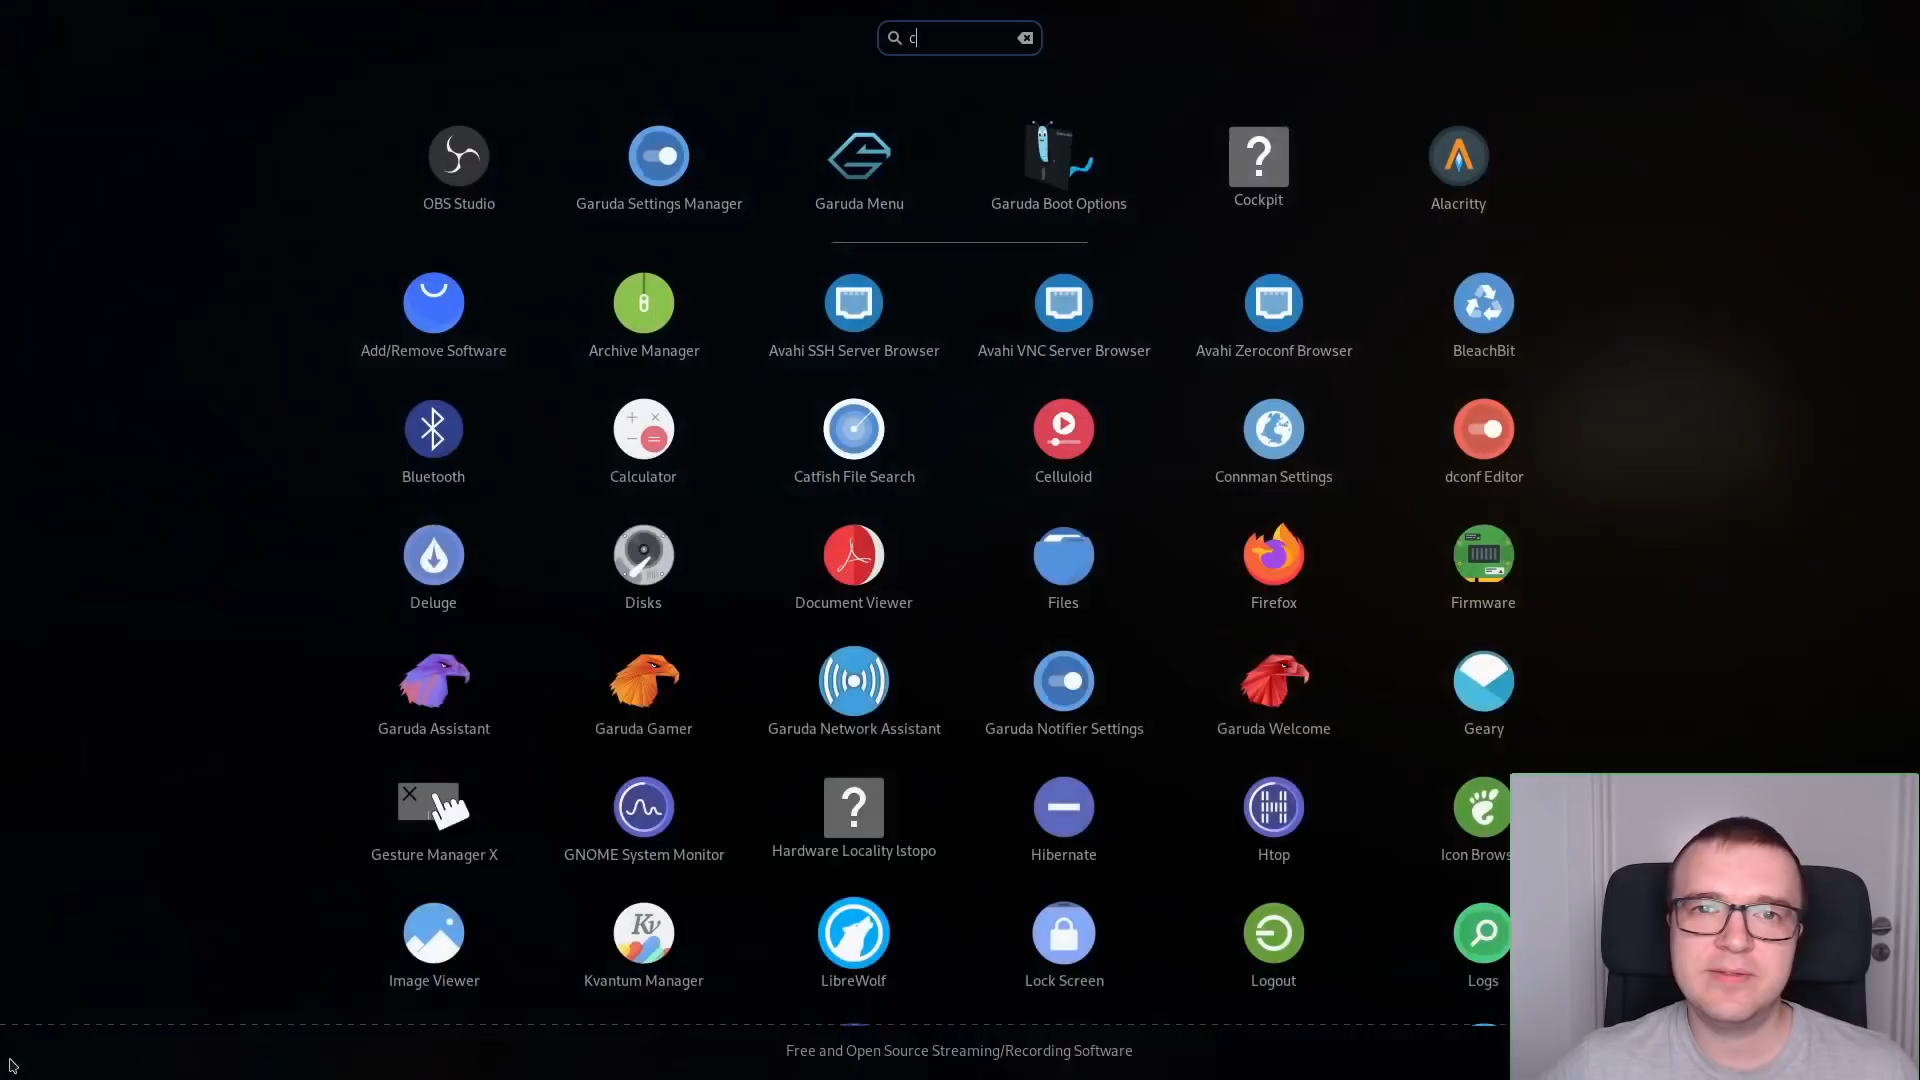 c
OBS Studio
Garuda Settings Manager
Garuda Menu
Garuda Boot Options
?
Cockpit
Alacritty
Add/Remove Software
Archive Manager
Avahi SSH Server Browser
Avahi VNC Server Browser
Avahi Zeroconf Browser
BleachBit
Bluetooth
Calculator
Catfish File Search
Celluloid
Connman Settings
dconf Editor
Deluge
Disks
Document Viewer
Files
Firefox
Firmware
Garuda Assistant
Garuda Gamer
Garuda Network Assistant
Garuda Notifier Settings
Garuda Welcome
Geary
Gesture Manager X
GNOME System Monitor
?
Hardware Locality lstopo
Hibernate
Htop
Icon Brows
Image Viewer
Kv
Kvantum Manager
LibreWolf
Lock Screen
Logout
Logs
Free and Open Source Streaming/Recording Software